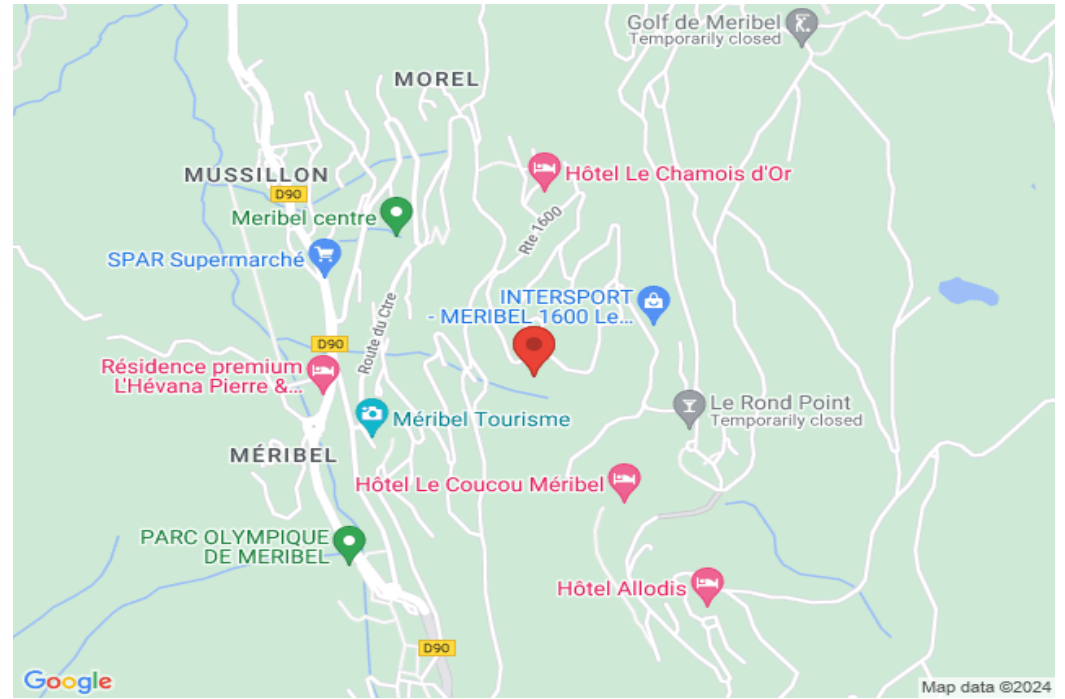 Golf de Meribel
Temporarily closed
MOREL
MUSSILLON
D90
Hôtel Le Chamois d'Or
Meribel centre
Rte 1600
SPAR Supermarché
INTERSPORT
- MERIBEL 1600 Le...
Route du Ctre
D90
Résidence premium
L'Hévana Pierre &...
Méribel Tourisme
Le Rond Point
Temporarily closed
MÉRIBEL
Hôtel Le Coucou Méribel
PARC OLYMPIQUE
DE MERIBEL
Hôtel Allodis
D90
Google
Map data ©2024